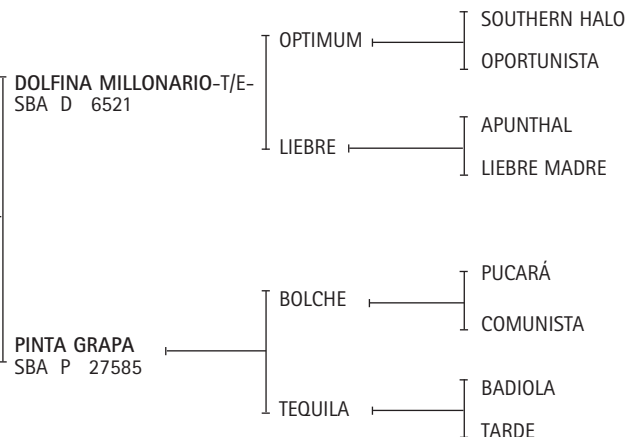 SOUTHERN HALO
OPTIMUM
OPORTUNISTA
DOLFINA MILLONARIO-T/E-
SBA D 6521
APUNTHAL
LIEBRE
LIEBRE MADRE
PUCARÁ
BOLCHE
COMUNISTA
PINTA GRAPA
SBA P 27585
BADIOLA
TEQUILA
TARDE